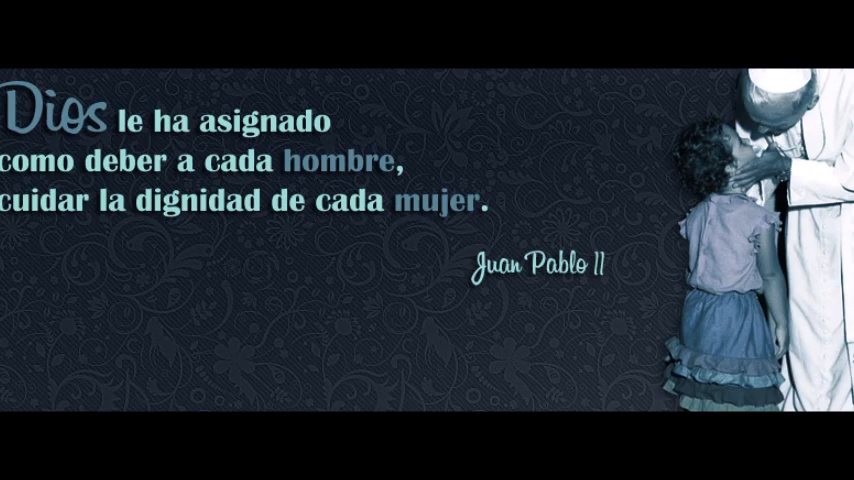 Dios le ha asignado
como deber a cada hombre,
cuidar la dignidad de cada mujer.
Juan Pablo II